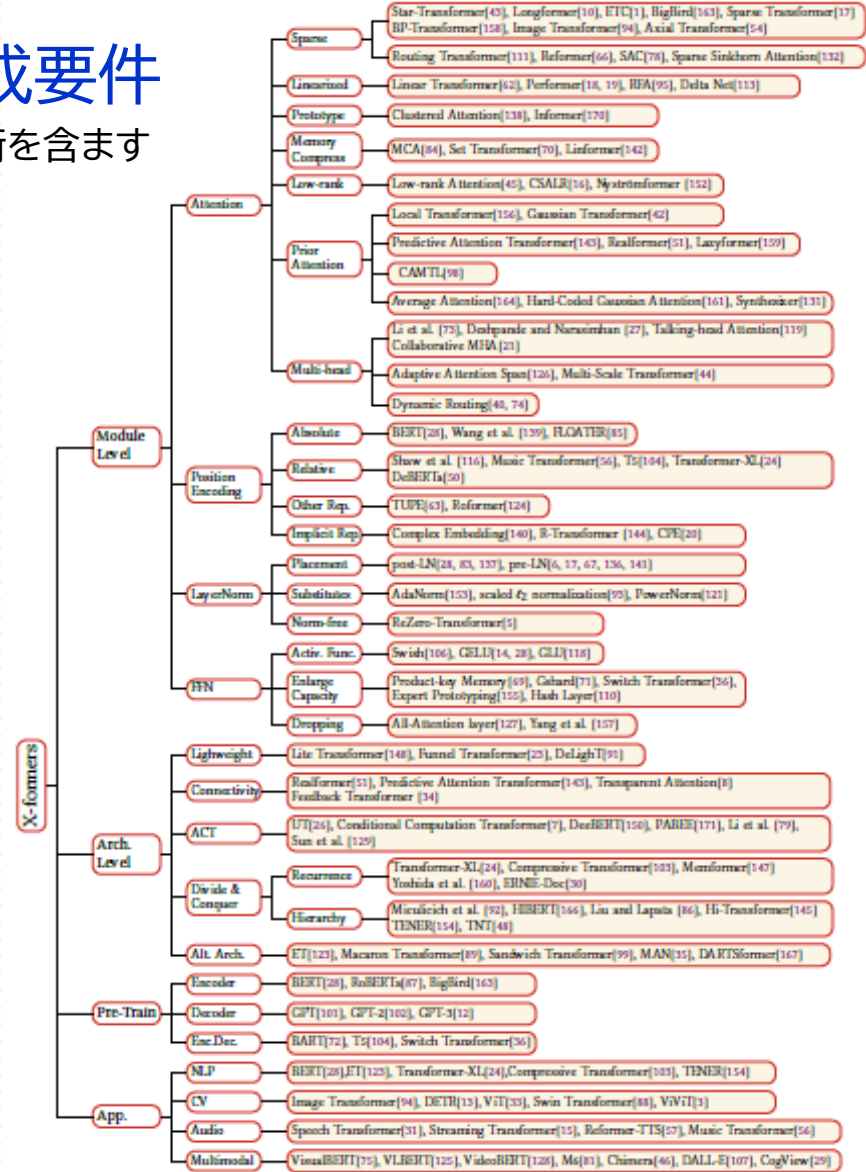 成要件
術を含ます
X-formers
Module
Level
Attention
Sparse
Star-Transformer[43], Longformer[10], ETC[1], BigBird[163], Sparse Transformer[17]
BP-Transformer[158], Image Transformer[94], Axial Transformer[54]
Routing Transformer[111], Reformer[66], SAC[78], Sparse Sinkhorn Attention[132]
Linearized
Linear Transformer[62], Performer[18, 19], RFA[95], Delta Net[113]
Prototype
Clustered Attention[138], Informer[170]
Memory
Compress
MCA[84], Set Transformer[70], Linformer[142]
Low-rank
Low-rank Attention[45], CSALR[16], Nyströmformer [152]
Prior
Attention
Local Transformer[156], Gaussian Transformer[42]
Predictive Attention Transformer[143], Realformer[51], Lazyformer[159]
CAMTL[98]
Average Attention[164], Hard-Coded Gaussian Attention[161], Synthesizer[131]
Multi-head
Li et al. [73], Deshpande and Narasimhan [27], Talking-head Attention[119]
Collaborative MHA[21]
Adaptive Attention Span[126], Multi-Scale Transformer[44]
Dynamic Routing[40, 74]
Position
Encoding
Absolute
BERT[28], Wang et al. [139], FLOATER[85]
Relative
Shaw et al. [116], Music Transformer[56], T5[104], Transformer-XL[24]
DeBERTa[50]
Other Rep.
TUPE[63], Roformer[124]
Implicit Rep.
Complex Embedding[140], R-Transformer [144], CPE[20]
LayerNorm
Placement
post-LN[28, 83, 137], pre-LN[6, 17, 67, 136, 141]
Substitutes
AdaNorm[153], scaled ℓ2 normalization[93], PowerNorm[121]
Norm-free
ReZero-Transformer[5]
FFN
Activ. Func.
Swish[106], GELU[14, 28], GLU[118]
Enlarge
Capacity
Product-key Memory[69], Gshard[71], Switch Transformer[36],
Expert Prototyping[155], Hash Layer[110]
Dropping
All-Attention layer[127], Yang et al. [157]
Arch.
Level
Lighweight
Lite Transformer[148], Funnel Transformer[23], DeLighT[91]
Connectivity
Realformer[51], Predictive Attention Transformer[143], Transparent Attention[8]
Feedback Transformer [34]
ACT
UT[26], Conditional Computation Transformer[7], DeeBERT[150], PABEE[171], Li et al. [79],
Sun et al. [129]
Divide &
Conquer
Recurrence
Transformer-XL[24], Compressive Transformer[103], Memformer[147]
Yoshida et al. [160], ERNIE-Doc[30]
Hierarchy
Miculicich et al. [92], HIBERT[166], Liu and Lapata [86], Hi-Transformer[145]
TENER[154], TNT[48]
Alt. Arch.
ET[123], Macaron Transformer[89], Sandwich Transformer[99], MAN[35], DARTSformer[167]
Pre-Train
Encoder
BERT[28], RoBERTa[87], BigBird[163]
Decoder
GPT[101], GPT-2[102], GPT-3[12]
Enc.Dec.
BART[72], T5[104], Switch Transformer[36]
App.
NLP
BERT[28],ET[123], Transformer-XL[24],Compressive Transformer[103], TENER[154]
CV
Image Transformer[94], DETR[13], ViT[33], Swin Transformer[88], ViViT[3]
Audio
Speech Transformer[31], Streaming Transformer[15], Reformer-TTS[57], Music Transformer[56]
Multimodal
VisualBERT[75], VLBERT[125], VideoBERT[128], M6[81], Chimera[46], DALL-E[107], CogView[29]